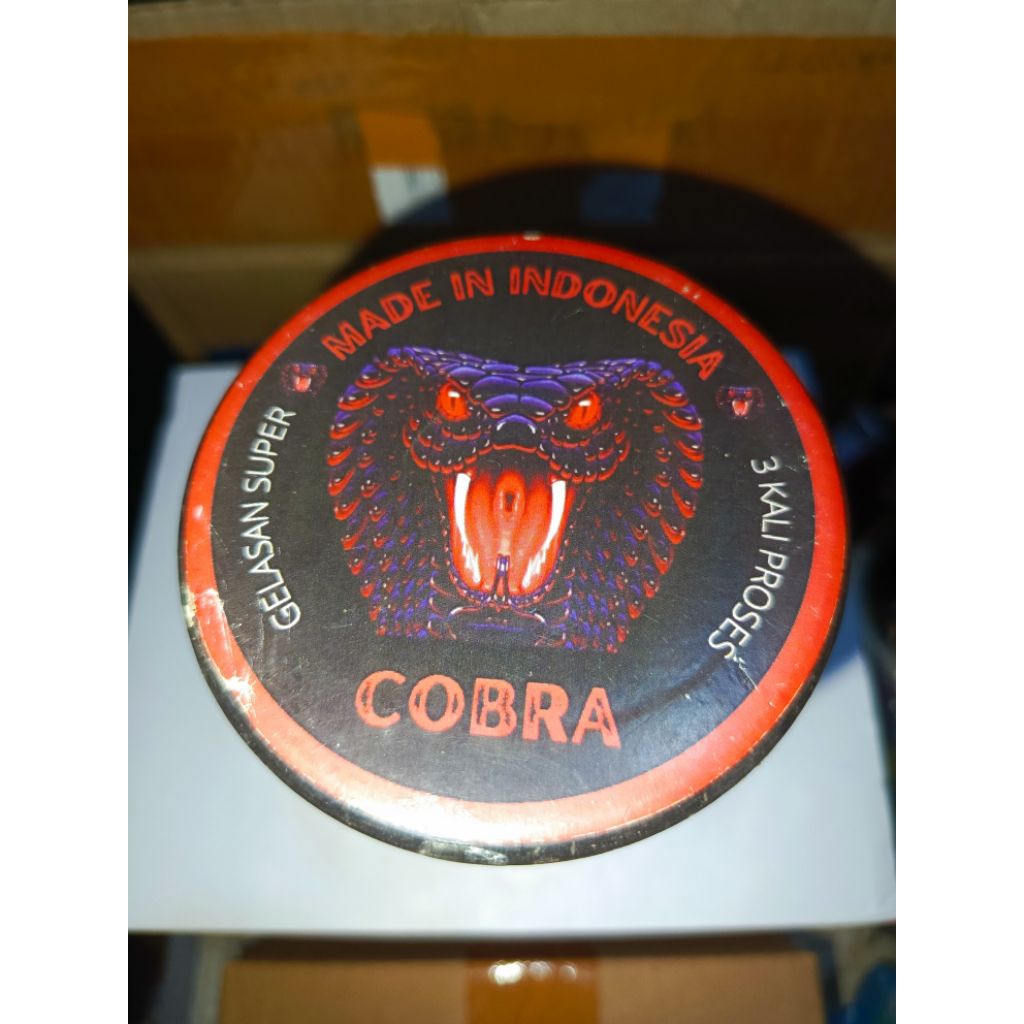 MADE IN INDONESIA
GELASAN SUPER
3 KALI PROSES
COBRA